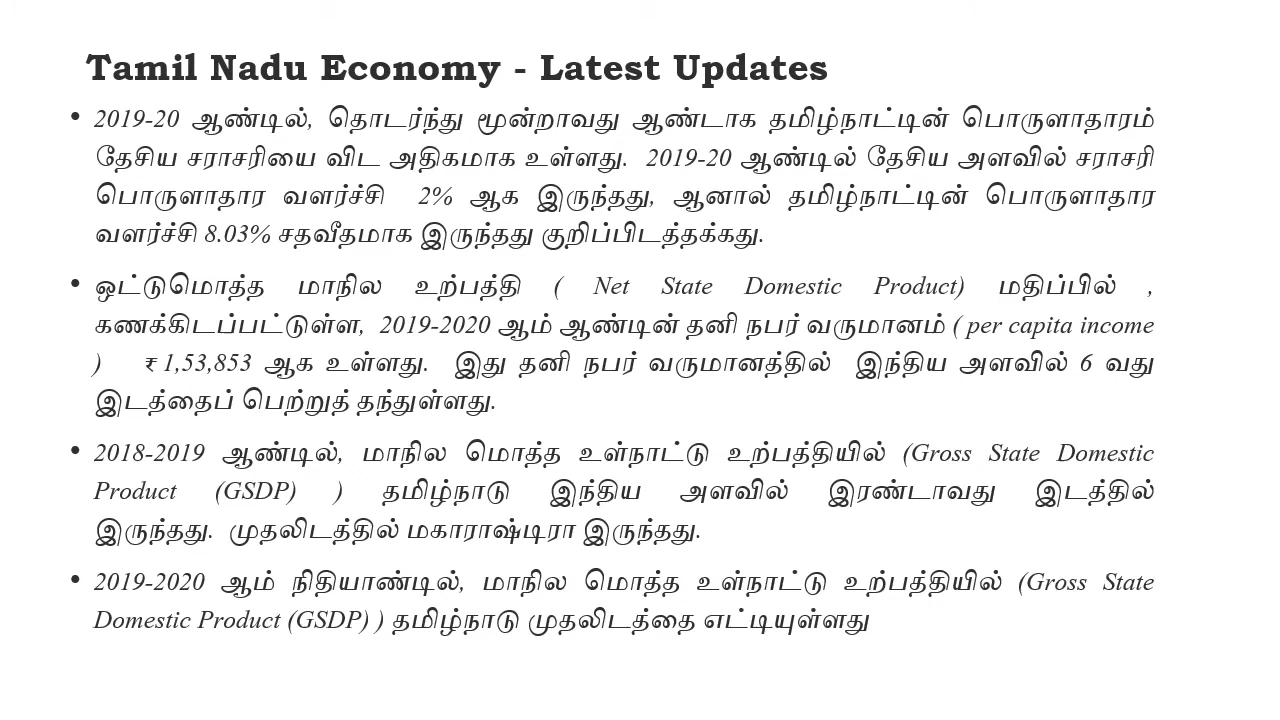 Tamil Nadu Economy - Latest Updates
• 2019-20 ஆண்டில், தொடர்ந்து மூன்றாவது ஆண்டாக தமிழ்நாட்டின் பொருளாதாரம்
தேசிய சராசரியை விட அதிகமாக உள்ளது. 2019-20 ஆண்டில் தேசிய அளவில் சராசரி
பொருளாதார வளர்ச்சி 2% ஆக இருந்தது, ஆனால் தமிழ்நாட்டின் பொருளாதார
வளர்ச்சி 8.03% சதவீதமாக இருந்தது குறிப்பிடத்தக்கது.
• ஒட்டுமொத்த மாநில உற்பத்தி ( Net State Domestic Product) மதிப்பில் ,
கணக்கிடப்பட்டுள்ள, 2019-2020 ஆம் ஆண்டின் தனி நபர் வருமானம் ( per capita income
) ₹ 1,53,853 ஆக உள்ளது. இது தனி நபர் வருமானத்தில் இந்திய அளவில் 6 வது
இடத்தைப் பெற்றுத் தந்துள்ளது.
• 2018-2019 ஆண்டில், மாநில மொத்த உள்நாட்டு உற்பத்தியில் (Gross State Domestic
Product (GSDP) ) தமிழ்நாடு இந்திய அளவில் இரண்டாவது இடத்தில்
இருந்தது. முதலிடத்தில் மகாராஷ்டிரா இருந்தது.
• 2019-2020 ஆம் நிதியாண்டில், மாநில மொத்த உள்நாட்டு உற்பத்தியில் (Gross State
Domestic Product (GSDP) ) தமிழ்நாடு முதலிடத்தை எட்டியுள்ளது